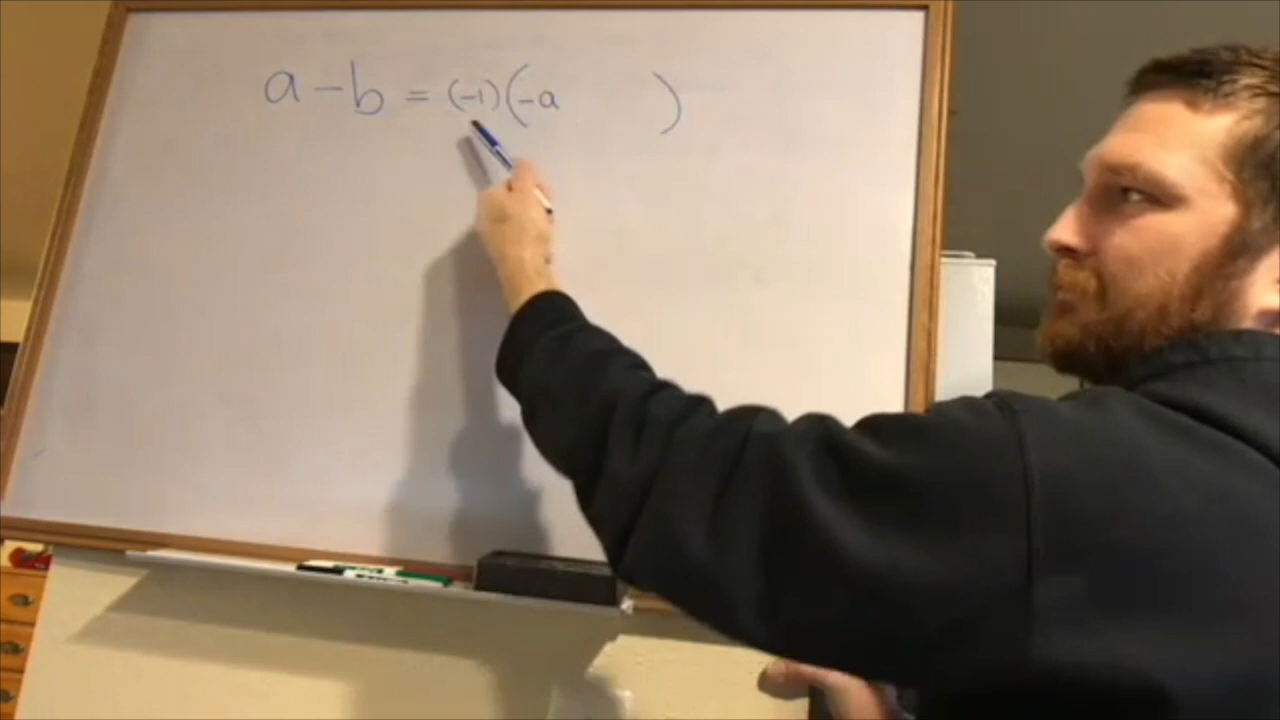 a - b = (-1)(-a )